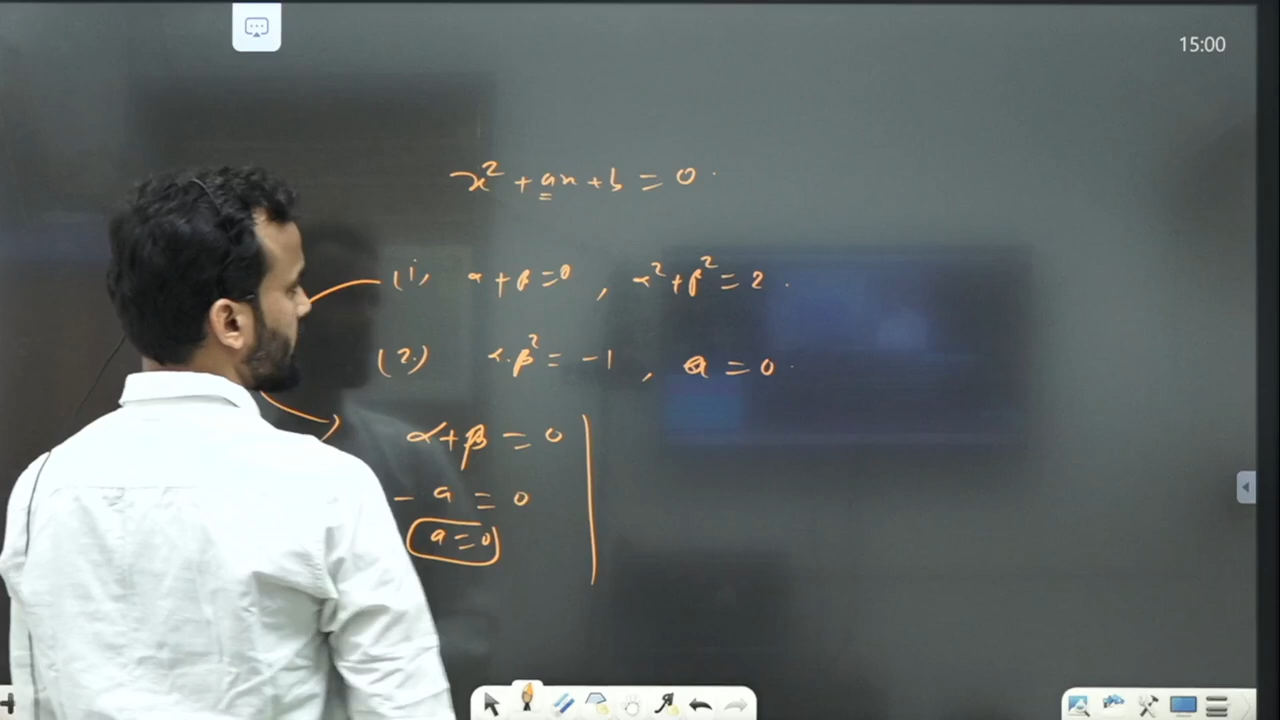 15:00
x² + ax + b = 0.
(1) α + β = 0 , α² + β² = 2.
(2.) α.β² = -1 , a = 0.
α + β = 0
- a = 0
a = 0